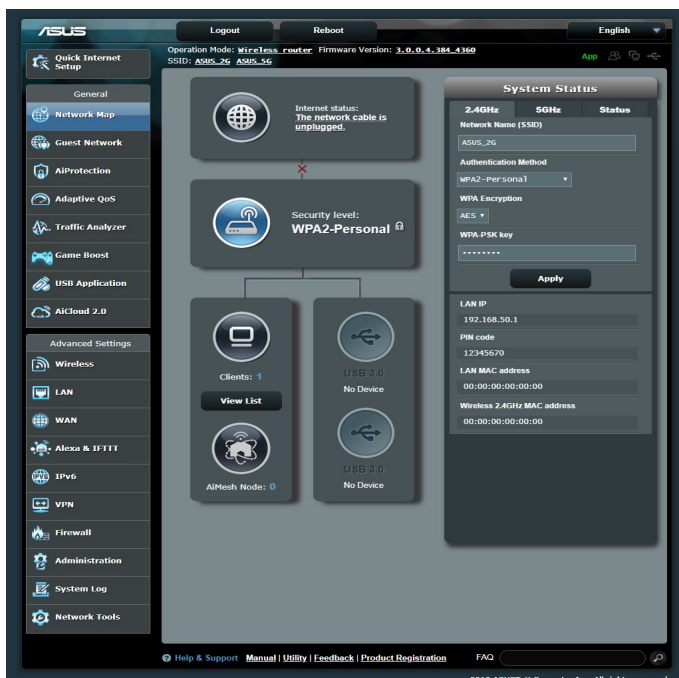 ASUS
Logout
Reboot
English
Quick Internet
Setup
Operation Mode: Wireless router Firmware Version: 3.0.0.4.384_4360
SSID: ASUS_2G ASUS_5G
App
General
Network Map
Guest Network
AiProtection
Adaptive QoS
Traffic Analyzer
Game Boost
USB Application
AiCloud 2.0
Advanced Settings
Wireless
LAN
WAN
Alexa & IFTTT
IPv6
VPN
Firewall
Administration
System Log
Network Tools
Internet status:
The network cable is
unplugged.
Security level:
WPA2-Personal
Clients: 1
View List
AiMesh Node: 0
USB 3.0
No Device
USB 3.0
No Device
System Status
2.4GHz
5GHz
Status
Network Name (SSID)
ASUS_2G
Authentication Method
WPA2-Personal
WPA Encryption
AES
WPA-PSK key
········
Apply
LAN IP
192.168.50.1
PIN code
12345670
LAN MAC address
00:00:00:00:00:00
Wireless 2.4GHz MAC address
00:00:00:00:00:00
Help & Support Manual | Utility | Feedback | Product Registration
FAQ